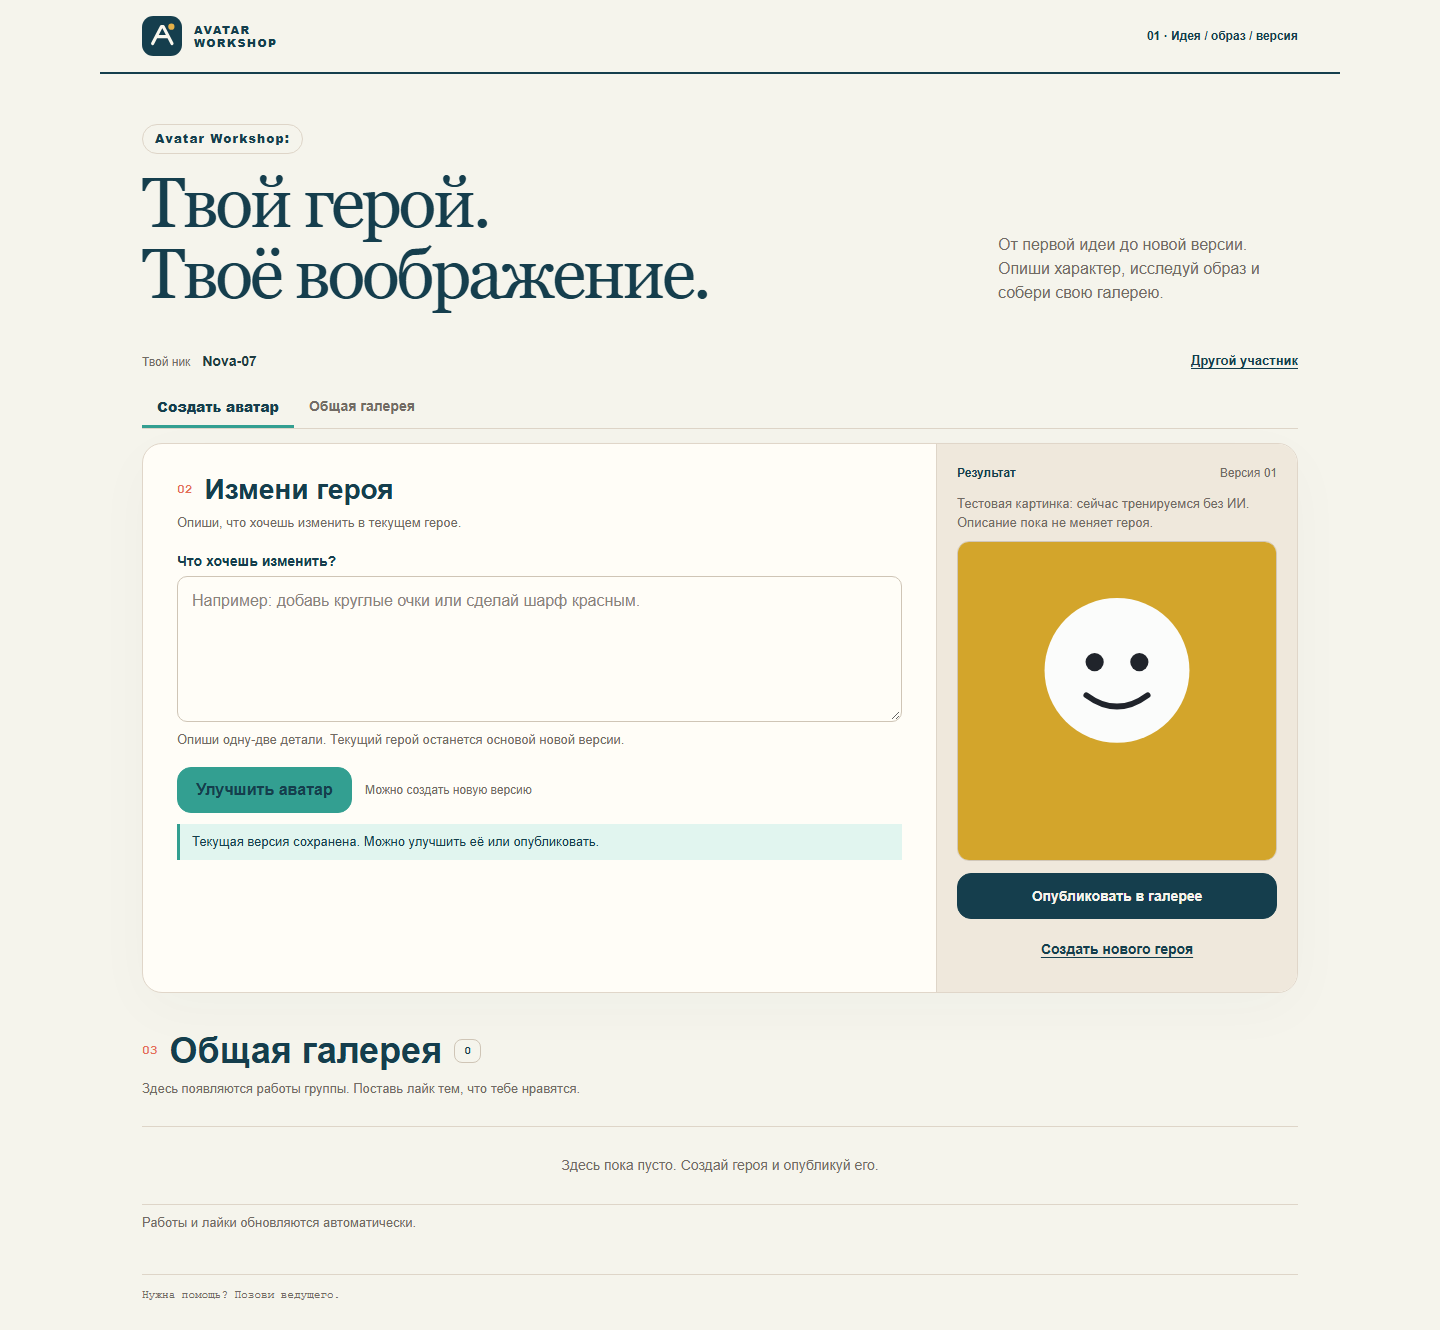 AVATAR
WORKSHOP
01 · Идея / образ / версия
Avatar Workshop:
Твой герой.
Твоё воображение.
От первой идеи до новой версии.
Опиши характер, исследуй образ и
собери свою галерею.
Твой ник Nova-07
Другой участник
Создать аватар
Общая галерея
02 Измени героя
Опиши, что хочешь изменить в текущем герое.
Что хочешь изменить?
Например: добавь круглые очки или сделай шарф красным.
Опиши одну-две детали. Текущий герой останется основой новой версии.
Улучшить аватар
Можно создать новую версию
Текущая версия сохранена. Можно улучшить её или опубликовать.
Результат
Версия 01
Тестовая картинка: сейчас тренируемся без ИИ.
Описание пока не меняет героя.
Опубликовать в галерее
Создать нового героя
03 Общая галерея 0
Здесь появляются работы группы. Поставь лайк тем, что тебе нравятся.
Здесь пока пусто. Создай героя и опубликуй его.
Работы и лайки обновляются автоматически.
Нужна помощь? Позови ведущего.